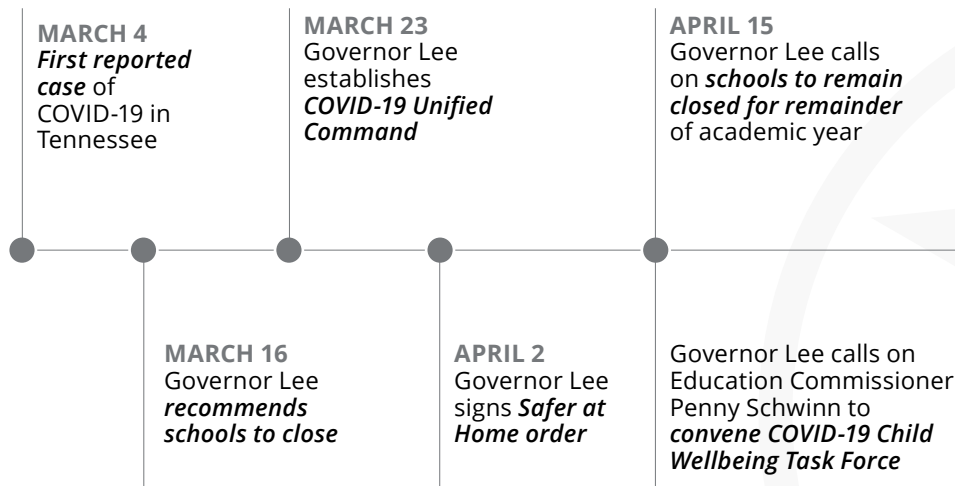 MARCH 4
First reported
case of
COVID-19 in
Tennessee
MARCH 23
Governor Lee
establishes
COVID-19 Unified
Command
APRIL 15
Governor Lee calls
on schools to remain
closed for remainder
of academic year
MARCH 16
Governor Lee
recommends
schools to close
APRIL 2
Governor Lee
signs Safer at
Home order
Governor Lee calls on
Education Commissioner
Penny Schwinn to
convene COVID-19 Child
Wellbeing Task Force